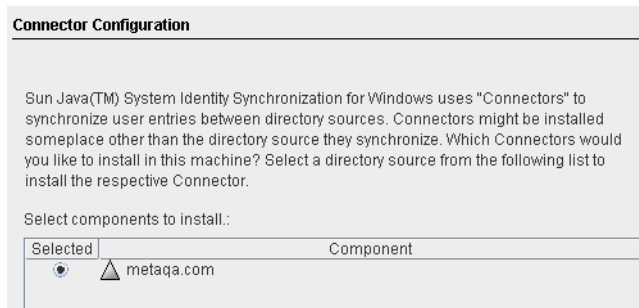 Connector Configuration
Sun Java(TM) System Identity Synchronization for Windows uses "Connectors" to
synchronize user entries between directory sources. Connectors might be installed
someplace other than the directory source they synchronize. Which Connectors would
you like to install in this machine? Select a directory source from the following list to
install the respective Connector.
Select components to install.:
Selected Component
metaqa.com